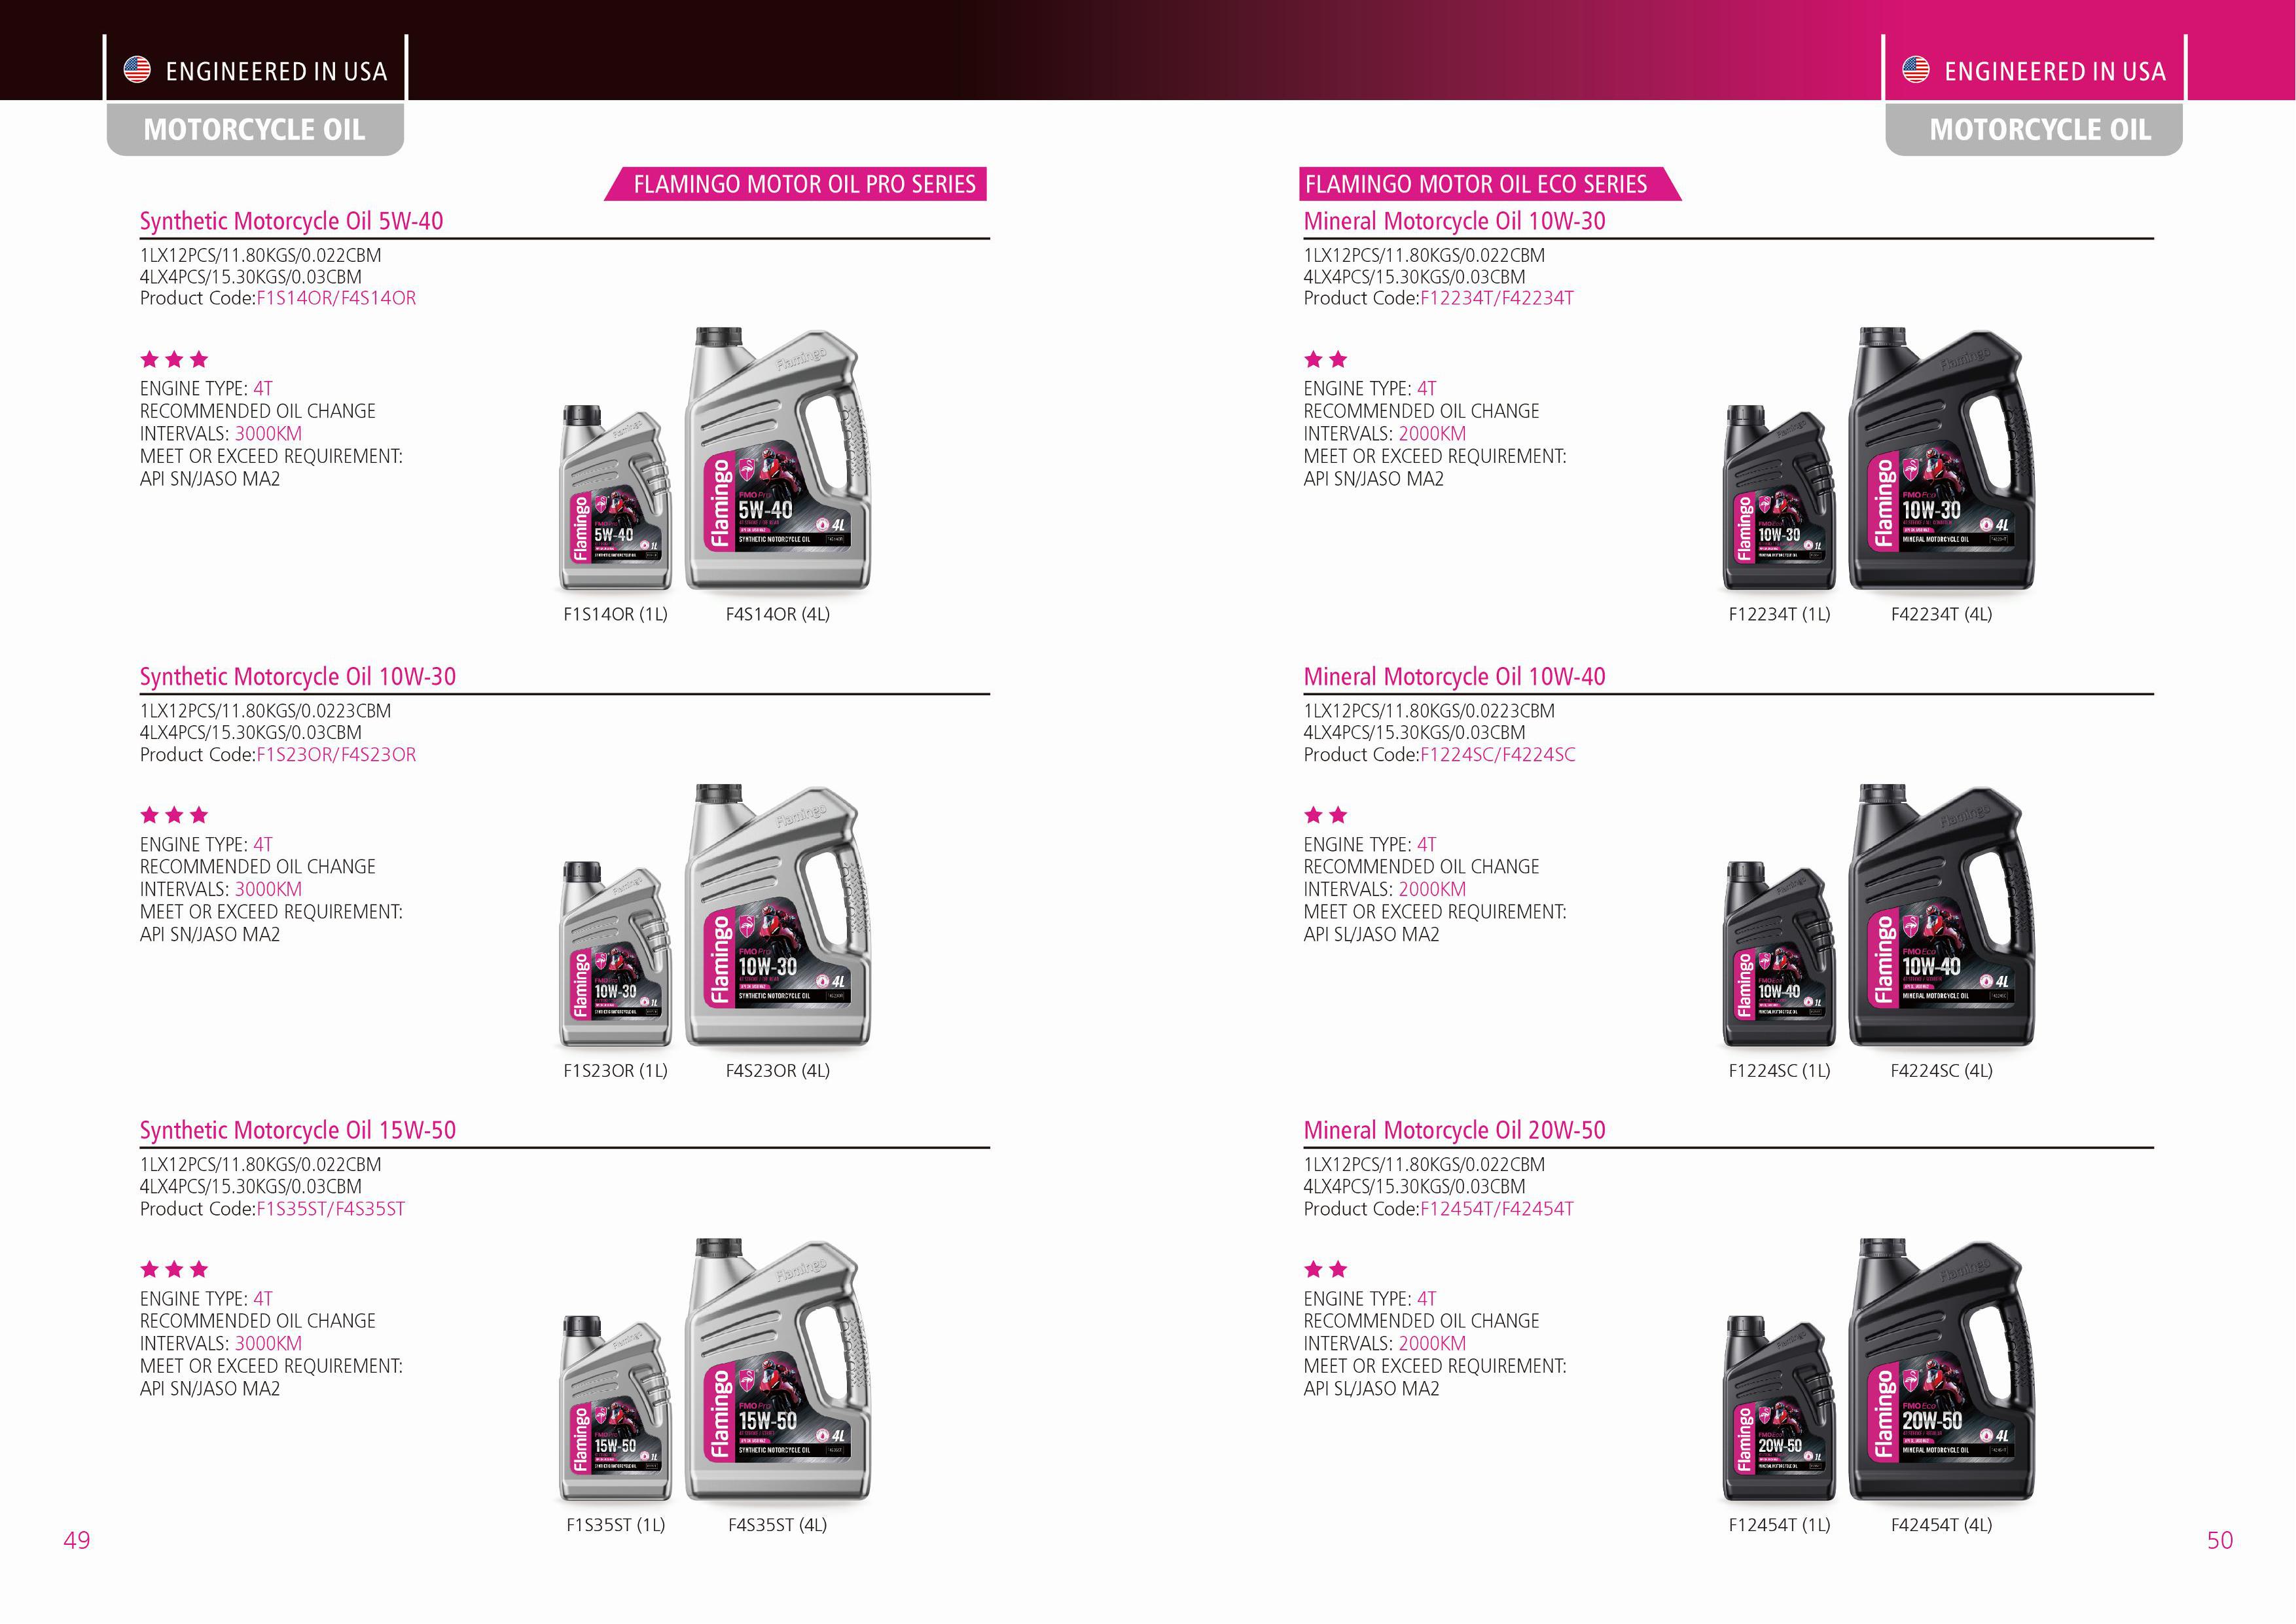 ENGINEERED IN USA
MOTORCYCLE OIL
FLAMINGO MOTOR OIL PRO SERIES
Synthetic Motorcycle Oil 5W-40
1LX12PCS/11.80KGS/0.022CBM
4LX4PCS/15.30KGS/0.03CBM
Product Code:F1S14OR/F4S14OR
ENGINE TYPE: 4T
RECOMMENDED OIL CHANGE
INTERVALS: 3000KM
MEET OR EXCEED REQUIREMENT:
API SN/JASO MA2
Flamingo
Flamingo
FMO Pro
5W-40
1L
Flamingo
Flamingo
FMO Pro
5W-40
4L
SYNTHETIC MOTORCYCLE OIL
F1S14OR (1L)
F4S14OR (4L)
Synthetic Motorcycle Oil 10W-30
1LX12PCS/11.80KGS/0.0223CBM
4LX4PCS/15.30KGS/0.03CBM
Product Code:F1S23OR/F4S23OR
ENGINE TYPE: 4T
RECOMMENDED OIL CHANGE
INTERVALS: 3000KM
MEET OR EXCEED REQUIREMENT:
API SN/JASO MA2
Flamingo
Flamingo
FMO Pro
10W-30
1L
Flamingo
Flamingo
FMO Pro
10W-30
4L
SYNTHETIC MOTORCYCLE OIL
F1S23OR (1L)
F4S23OR (4L)
Synthetic Motorcycle Oil 15W-50
1LX12PCS/11.80KGS/0.022CBM
4LX4PCS/15.30KGS/0.03CBM
Product Code:F1S35ST/F4S35ST
ENGINE TYPE: 4T
RECOMMENDED OIL CHANGE
INTERVALS: 3000KM
MEET OR EXCEED REQUIREMENT:
API SN/JASO MA2
Flamingo
Flamingo
FMO Pro
15W-50
1L
Flamingo
Flamingo
FMO Pro
15W-50
4L
SYNTHETIC MOTORCYCLE OIL
F1S35ST (1L)
F4S35ST (4L)
49
ENGINEERED IN USA
MOTORCYCLE OIL
FLAMINGO MOTOR OIL ECO SERIES
Mineral Motorcycle Oil 10W-30
1LX12PCS/11.80KGS/0.022CBM
4LX4PCS/15.30KGS/0.03CBM
Product Code:F12234T/F42234T
ENGINE TYPE: 4T
RECOMMENDED OIL CHANGE
INTERVALS: 2000KM
MEET OR EXCEED REQUIREMENT:
API SN/JASO MA2
Flamingo
Flamingo
FMO Eco
10W-30
1L
Flamingo
Flamingo
FMO Eco
10W-30
4L
MINERAL MOTORCYCLE OIL
F12234T (1L)
F42234T (4L)
Mineral Motorcycle Oil 10W-40
1LX12PCS/11.80KGS/0.0223CBM
4LX4PCS/15.30KGS/0.03CBM
Product Code:F1224SC/F4224SC
ENGINE TYPE: 4T
RECOMMENDED OIL CHANGE
INTERVALS: 2000KM
MEET OR EXCEED REQUIREMENT:
API SL/JASO MA2
Flamingo
Flamingo
FMO Eco
10W-40
1L
Flamingo
Flamingo
FMO Eco
10W-40
4L
MINERAL MOTORCYCLE OIL
F1224SC (1L)
F4224SC (4L)
Mineral Motorcycle Oil 20W-50
1LX12PCS/11.80KGS/0.022CBM
4LX4PCS/15.30KGS/0.03CBM
Product Code:F12454T/F42454T
ENGINE TYPE: 4T
RECOMMENDED OIL CHANGE
INTERVALS: 2000KM
MEET OR EXCEED REQUIREMENT:
API SL/JASO MA2
Flamingo
Flamingo
FMO Eco
20W-50
1L
Flamingo
Flamingo
FMO Eco
20W-50
4L
MINERAL MOTORCYCLE OIL
F12454T (1L)
F42454T (4L)
50